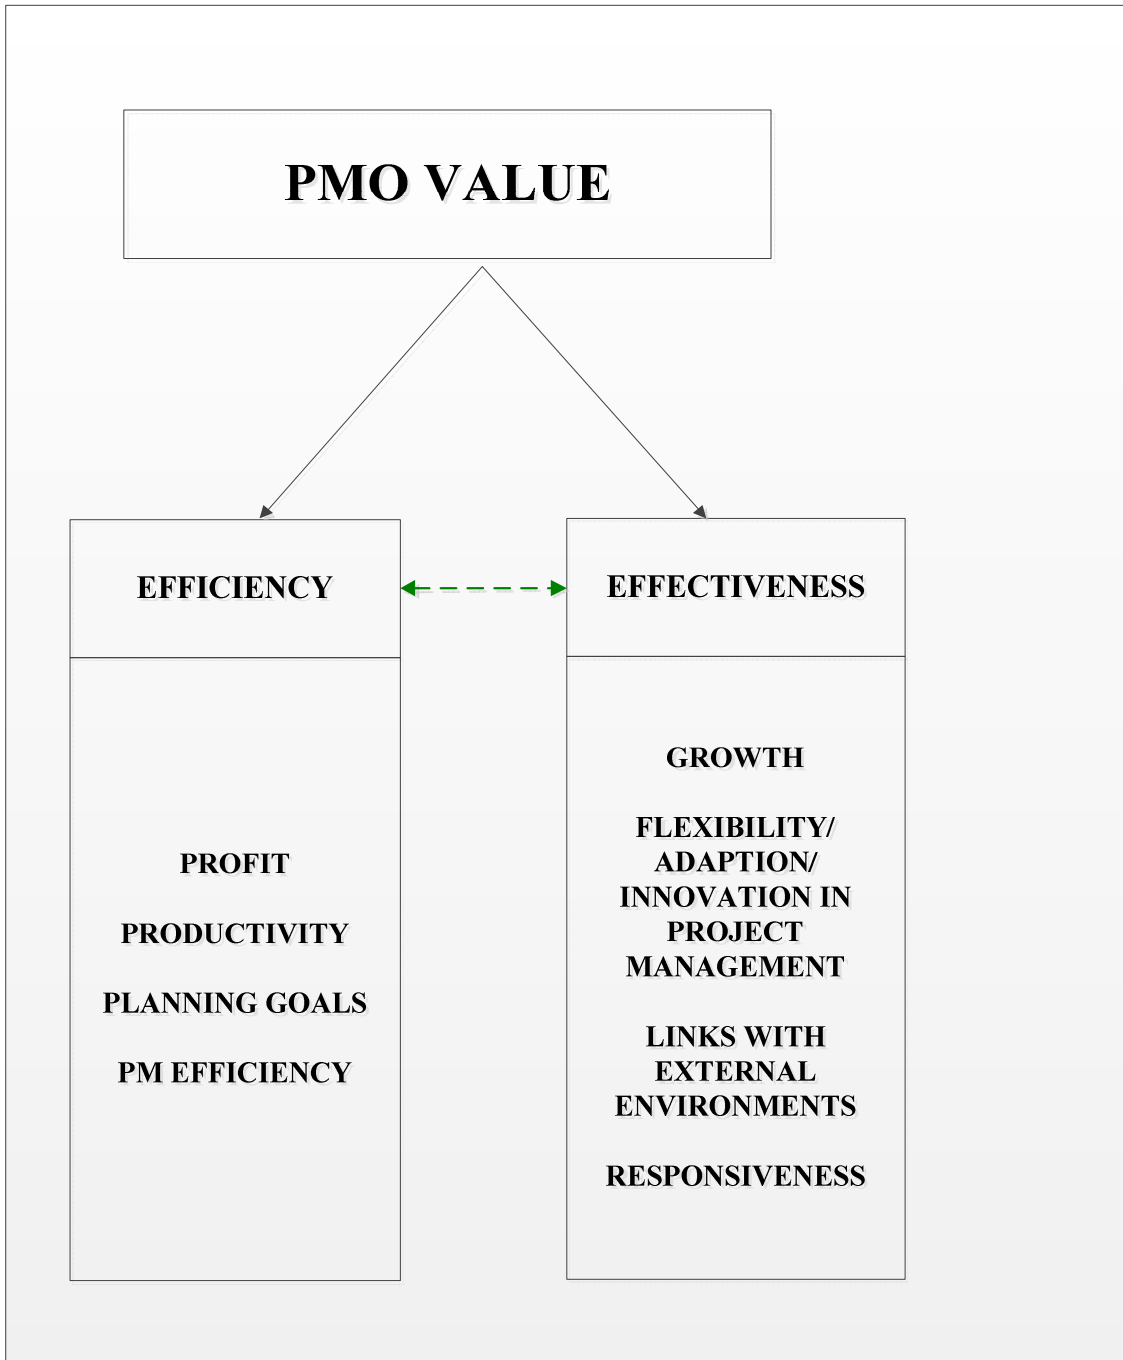 PMO VALUE
EFFICIENCY
EFFECTIVENESS
PROFIT
PRODUCTIVITY
PLANNING GOALS
PM EFFICIENCY
GROWTH
FLEXIBILITY/
ADAPTION/
INNOVATION IN
PROJECT
MANAGEMENT
LINKS WITH
EXTERNAL
ENVIRONMENTS
RESPONSIVENESS